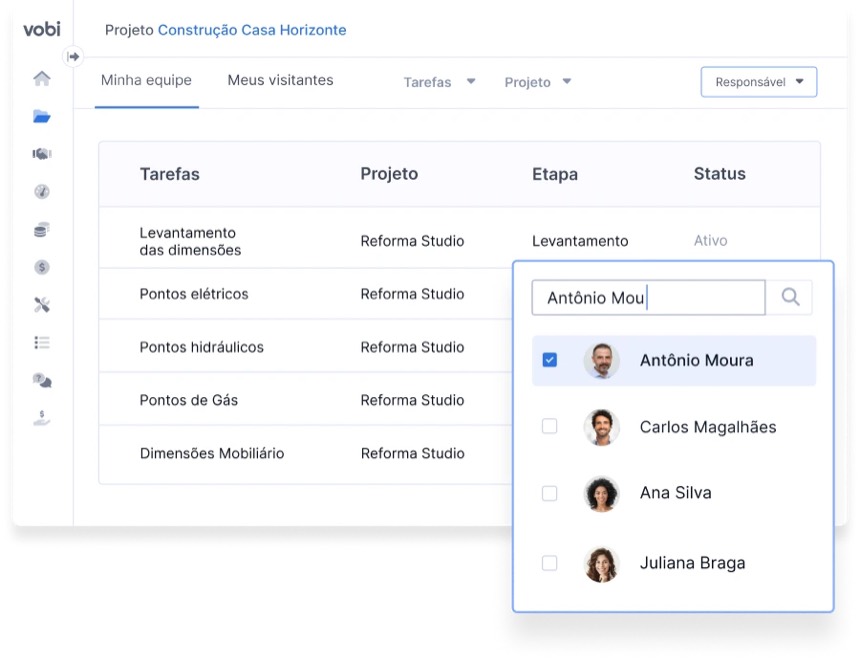 vobi
Projeto Construção Casa Horizonte
Minha equipe
Meus visitantes
Tarefas
Projeto
Responsável
Tarefas Projeto Etapa Status
Levantamento
das dimensões
Reforma Studio Levantamento Ativo
Pontos elétricos Reforma Studio
Pontos hidráulicos Reforma Studio
Pontos de Gás Reforma Studio
Dimensões Mobiliário Reforma Studio
Antônio Mou
Antônio Moura
Carlos Magalhães
Ana Silva
Juliana Braga